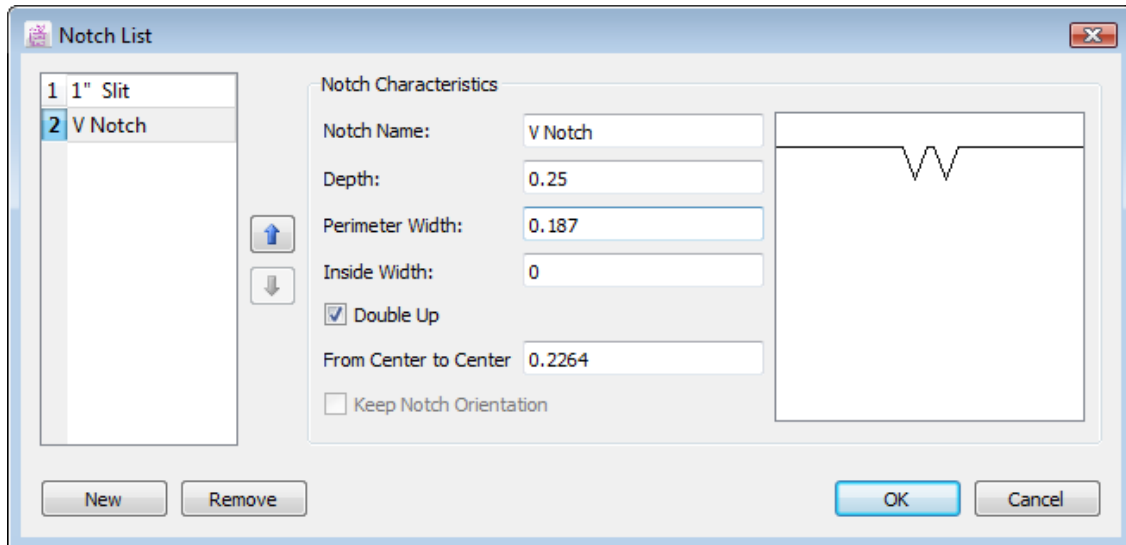 Notch List
1 1" Slit
2 V Notch
Notch Characteristics
Notch Name: V Notch
Depth: 0.25
Perimeter Width: 0.187
Inside Width: 0
Double Up
From Center to Center 0.2264
Keep Notch Orientation
New Remove OK Cancel